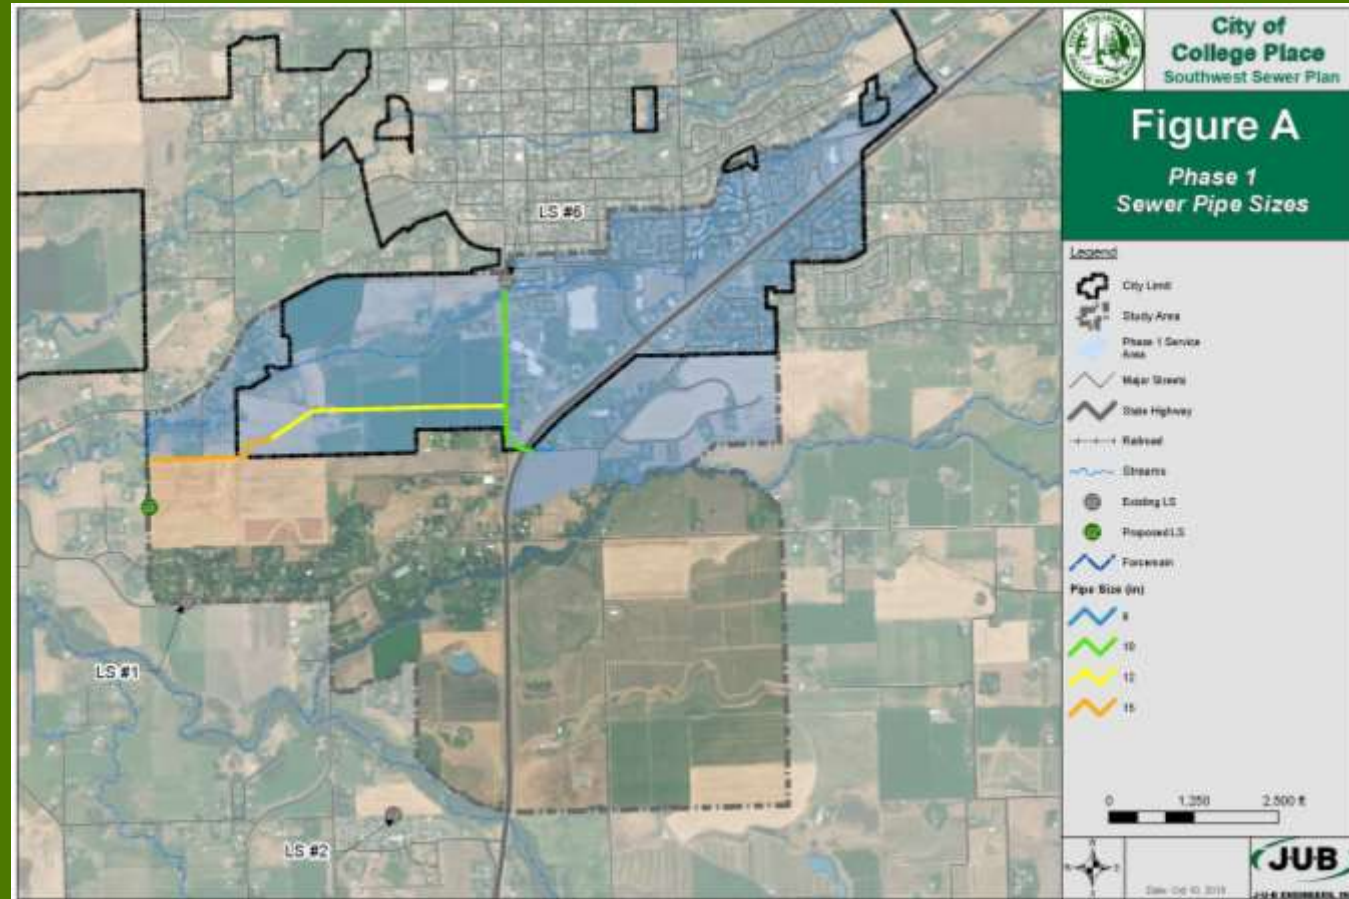 City of
College Place
Southwest Sewer Plan
Figure A
Phase 1
Sewer Pipe Sizes
Legend
City Limit
Study Area
Phase 1 Service
Area
Major Streets
State Highway
Railroad
Streams
Existing LS
Proposed LS
Forcemain
Pipe Size (in)
8
10
12
15
0 1,250 2,500 ft
N
JUB
J-U-B ENGINEERS, IN
LS #6
LS #1
LS #2